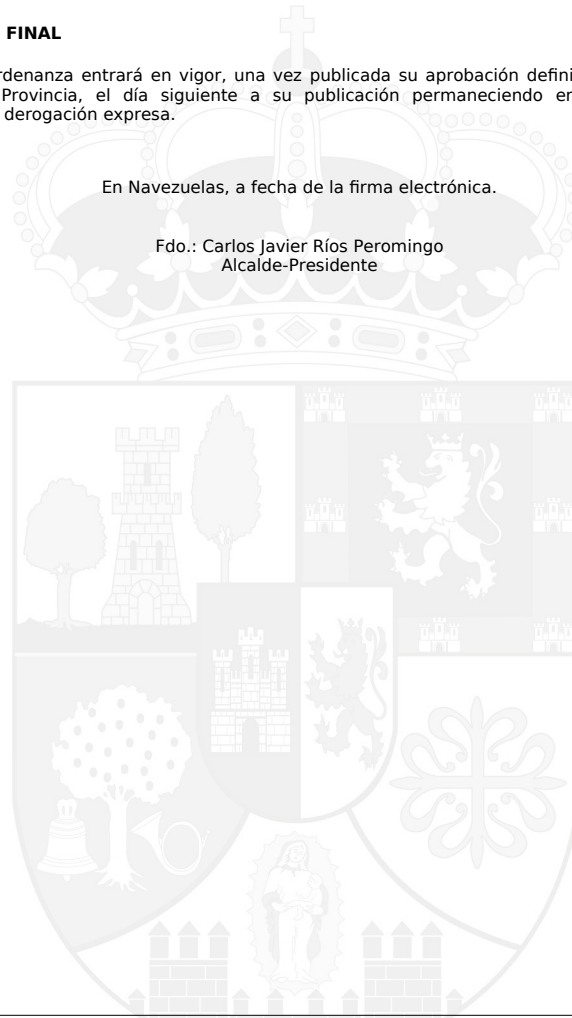 FINAL
rdenanza entrará en vigor, una vez publicada su aprobación defini
Provincia, el día siguiente a su publicación permaneciendo en
derogación expresa.
En Navezuelas, a fecha de la firma electrónica.
Fdo.: Carlos Javier Ríos Peromingo
Alcalde-Presidente